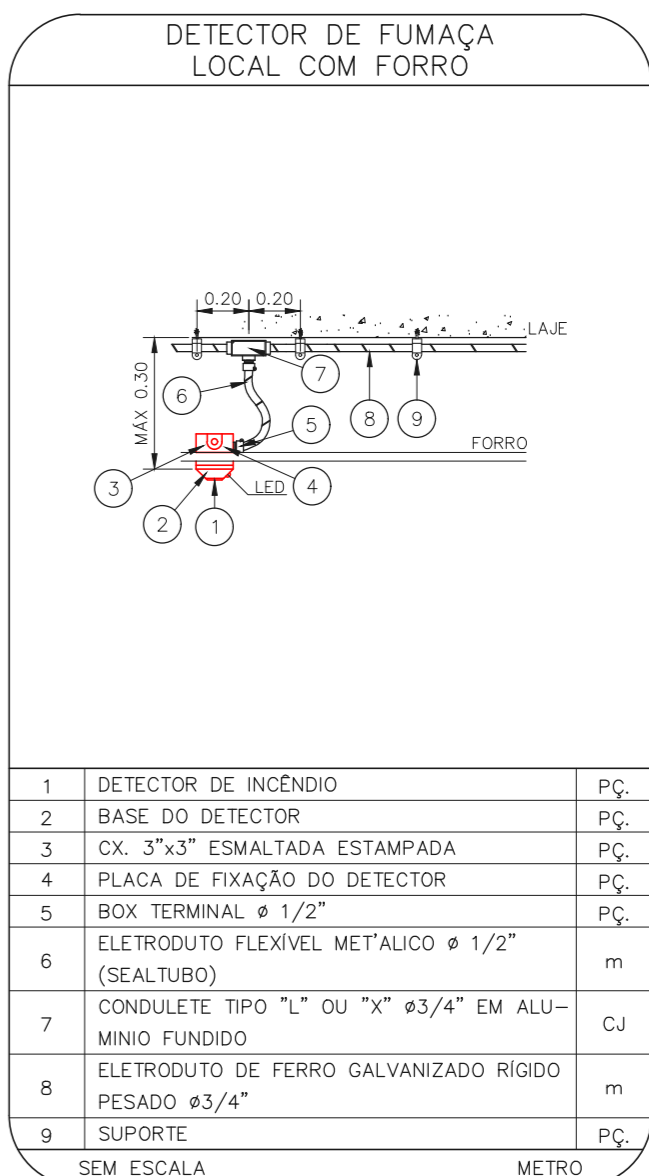 DETECTOR DE FUMAÇA
LOCAL COM FORRO
0.20 0.20
LAJE
MÁX 0.30
7
6
8
9
5
FORRO
3
4
LED
2
1
1 DETECTOR DE INCÊNDIO PÇ.
2 BASE DO DETECTOR PÇ.
3 CX. 3"x3" ESMALTADA ESTAMPADA PÇ.
4 PLACA DE FIXAÇÃO DO DETECTOR PÇ.
5 BOX TERMINAL ø 1/2" PÇ.
6 ELETRODUTO FLEXÍVEL MET'ALICO ø 1/2"
(SEALTUBO) m
7 CONDULETE TIPO "L" OU "X" ø3/4" EM ALU-
MINIO FUNDIDO CJ
8 ELETRODUTO DE FERRO GALVANIZADO RÍGIDO
PESADO ø3/4" m
9 SUPORTE PÇ.
SEM ESCALA METRO